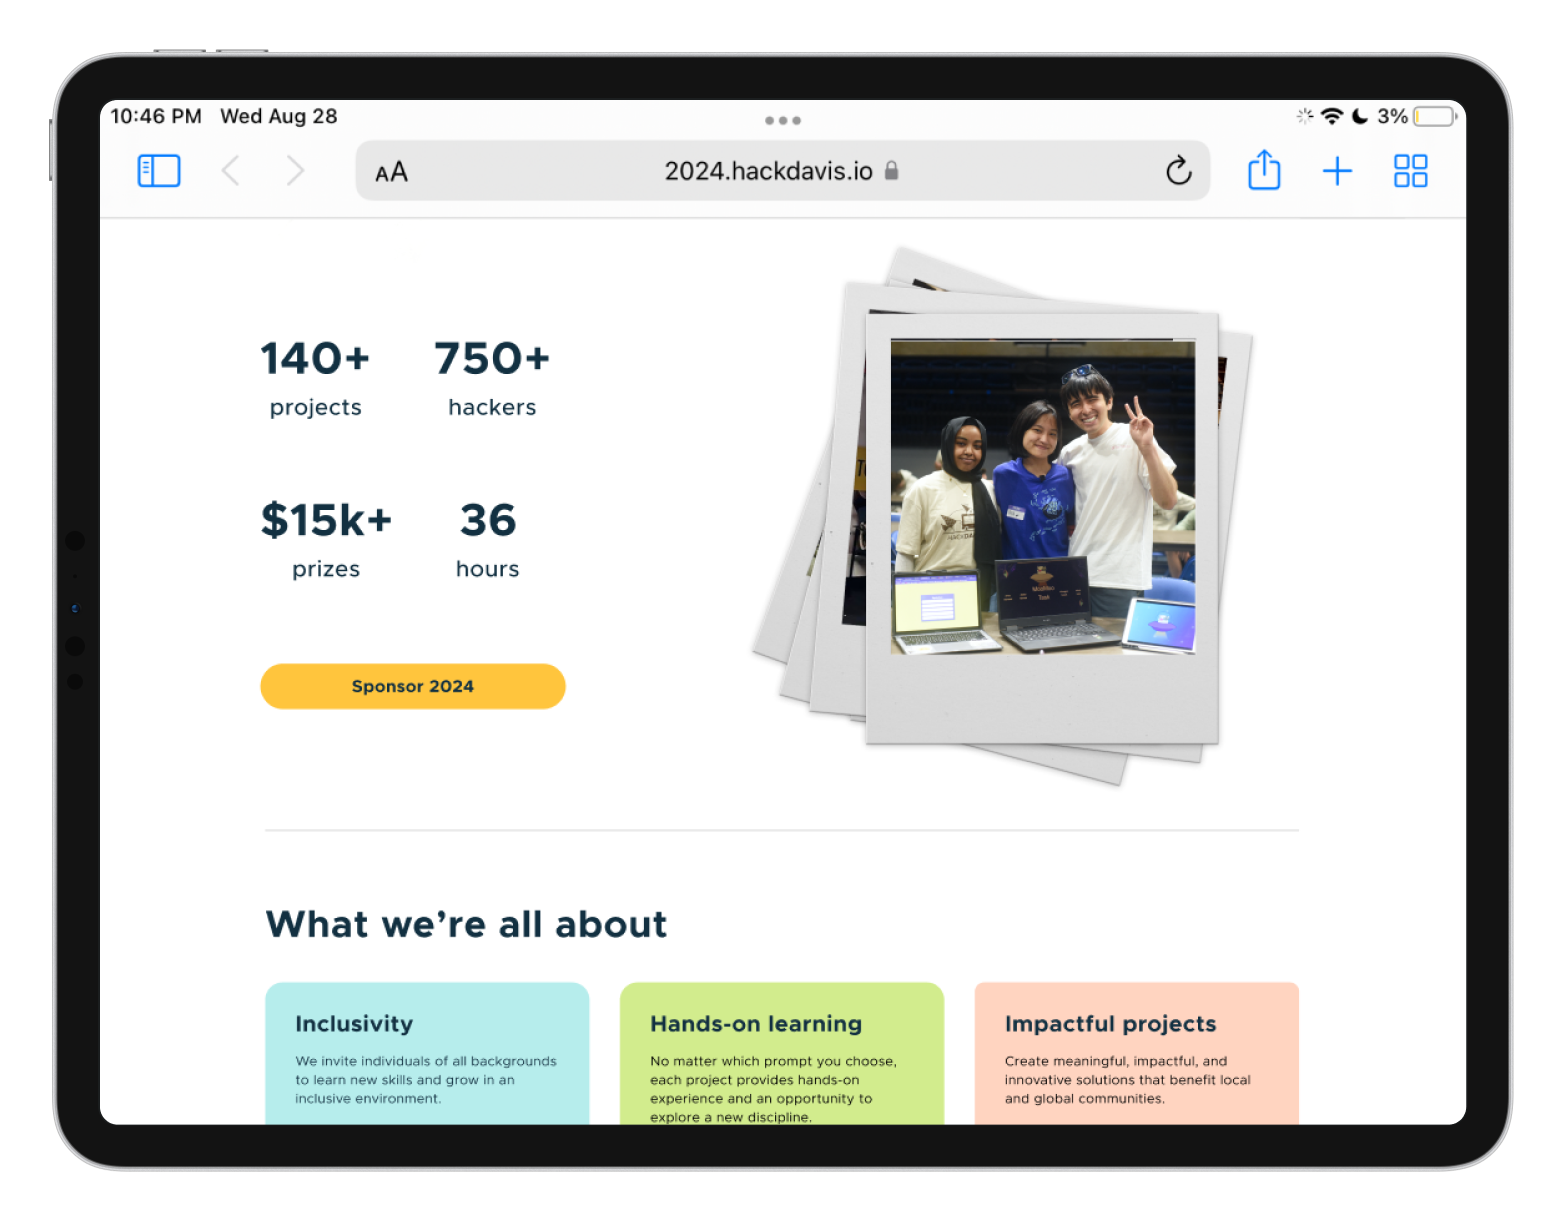 10:46 PM Wed Aug 28
3%
AA
2024.hackdavis.io
140+
projects
750+
hackers
$15k+
prizes
36
hours
Sponsor 2024
What we’re all about
Inclusivity
We invite individuals of all backgrounds
to learn new skills and grow in an
inclusive environment.
Hands-on learning
No matter which prompt you choose,
each project provides hands-on
experience and an opportunity to
explore a new discipline.
Impactful projects
Create meaningful, impactful, and
innovative solutions that benefit local
and global communities.